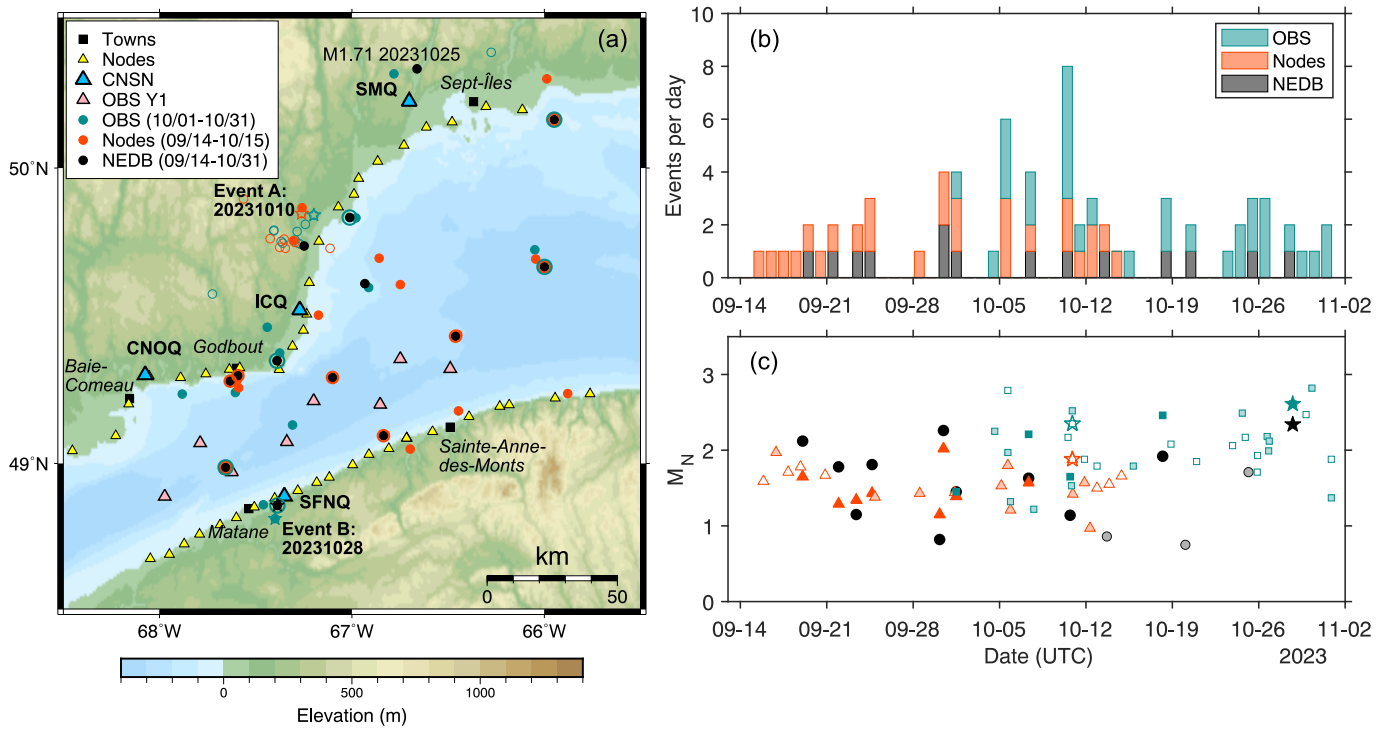 (a)
Towns
Nodes
CNSN
OBS Y1
OBS (10/01-10/31)
Nodes (09/14-10/15)
NEDB (09/14-10/31)
M1.71 20231025
SMQ
Sept-Îles
50°N
Event A:
20231010
ICQ
CNOQ
Godbout
Baie-
Comeau
Sainte-Anne-
des-Monts
49°N
SFNQ
Matane
Event B:
20231028
km
0 50
68°W 67°W 66°W
0 500 1000
Elevation (m)
(b)
OBS
Nodes
NEDB
Events per day
10
8
6
4
2
0
09-14 09-21 09-28 10-05 10-12 10-19 10-26 11-02
(c)
M_N
3
2
1
0
09-14 09-21 09-28 10-05 10-12 10-19 10-26 11-02
Date (UTC)
2023